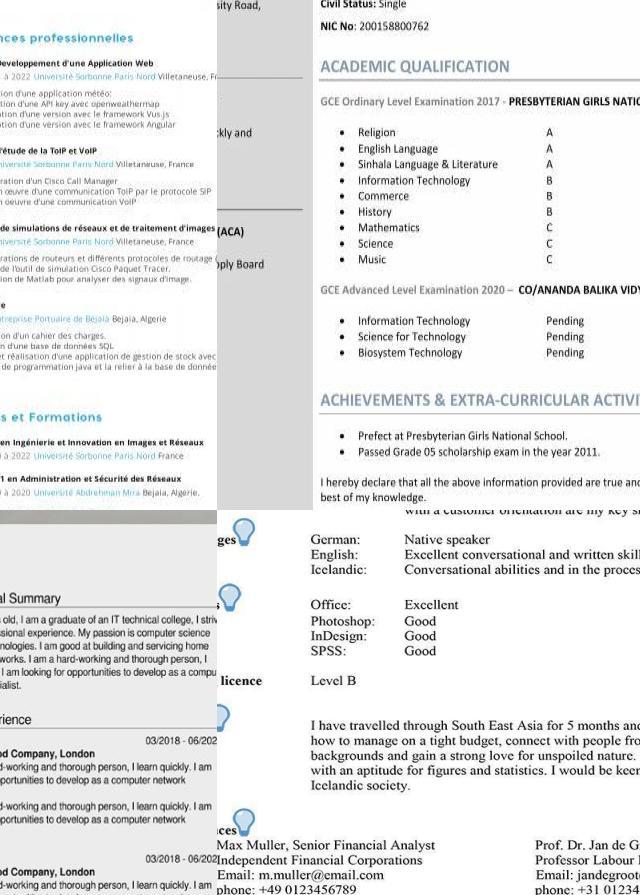 nces professionelles
Developpement d'une Application Web
à 2022 Université Sorbonne Paris Nord Villetaneuse, Fr
ion d'une application météo:
tion d'une API key avec openweathermap
ation d'une version avec le framework Vus.js
ation d'une version avec le framework Angular
l'étude de la ToIP et VoIP
niversité Sorbonne Paris Nord Villetaneuse, France
ration d'un Cisco Call Manager
n œuvre d'une communication ToIP par le protocole SIP
n oeuvre d'une communication VoIP
de simulations de réseaux et de traitement d'images
niversité Sorbonne Paris Nord Villetaneuse, France
rations de routeurs et différents protocoles de routage (
de l'outil de simulation Cisco Paquet Tracer.
ion de Matlab pour analyser des signaux d'image.
e
ntreprise Portuaire de Bejaia Bejaia, Algerie
ion d'un cahier des charges.
n d'une base de données SQL
et réalisation d'une application de gestion de stock avec
de programmation java et la relier à la base de donnée
s et Formations
en Ingénierie et Innovation en Images et Réseaux
à 2022 Université Sorbonne Paris Nord France
1 en Administration et Sécurité des Réseaux
à 2020 Université Abdrehman Mira Bejaia, Algérie.
sity Road,
kly and
(ACA)
pply Board
Civil Status: Single
NIC No: 200158800762
ACADEMIC QUALIFICATION
GCE Ordinary Level Examination 2017 - PRESBYTERIAN GIRLS NATIO
Religion A
English Language A
Sinhala Language & Literature A
Information Technology B
Commerce B
History B
Mathematics C
Science C
Music C
GCE Advanced Level Examination 2020 – CO/ANANDA BALIKA VIDY
Information Technology Pending
Science for Technology Pending
Biosystem Technology Pending
ACHIEVEMENTS & EXTRA-CURRICULAR ACTIVI
Prefect at Presbyterian Girls National School.
Passed Grade 05 scholarship exam in the year 2011.
I hereby declare that all the above information provided are true and
best of my knowledge.
al Summary
old, I am a graduate of an IT technical college, I striv
ssional experience. My passion is computer science
nologies. I am good at building and servicing home
works. I am a hard-working and thorough person, I
I am looking for opportunities to develop as a compu
ialist.
rience
03/2018 - 06/202
od Company, London
d-working and thorough person, I learn quickly. I am
portunities to develop as a computer network
d-working and thorough person, I learn quickly. I am
portunities to develop as a computer network
03/2018 - 06/202
od Company, London
d-working and thorough person, I learn quickly. I am
portunities to develop as a computer network
with a customer orientation are my key s
ges
German: Native speaker
English: Excellent conversational and written skill
Icelandic: Conversational abilities and in the proces
s
Office: Excellent
Photoshop: Good
InDesign: Good
SPSS: Good
licence Level B
I have travelled through South East Asia for 5 months and
how to manage on a tight budget, connect with people fro
backgrounds and gain a strong love for unspoiled nature.
with an aptitude for figures and statistics. I would be keen
Icelandic society.
ces
Max Muller, Senior Financial Analyst Prof. Dr. Jan de G
Independent Financial Corporations Professor Labour
Email: m.muller@email.com Email: jandegroo
phone: +49 0123456789 phone: +31 01234